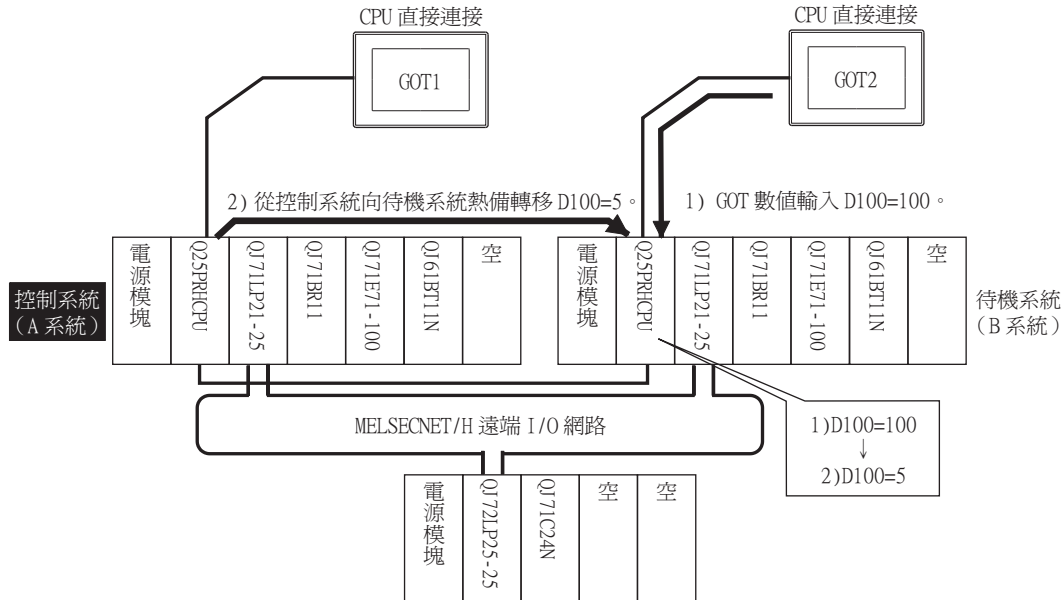 CPU 直接連接
CPU 直接連接
GOT1
GOT2
2) 從控制系統向待機系統熱備轉移 D100=5。
1) GOT 數值輸入 D100=100。
控制系統
（A 系統）
電源模塊
Q25PRHCPU
QJ71LP21-25
QJ71BR11
QJ71E71-100
QJ61BT11N
空
電源模塊
Q25PRHCPU
QJ71LP21-25
QJ71BR11
QJ71E71-100
QJ61BT11N
空
待機系統
（B 系統）
MELSECNET/H 遠端 I/O 網路
1)D100=100
↓
2)D100=5
電源模塊
QJ72LP25-25
QJ71C24N
空
空